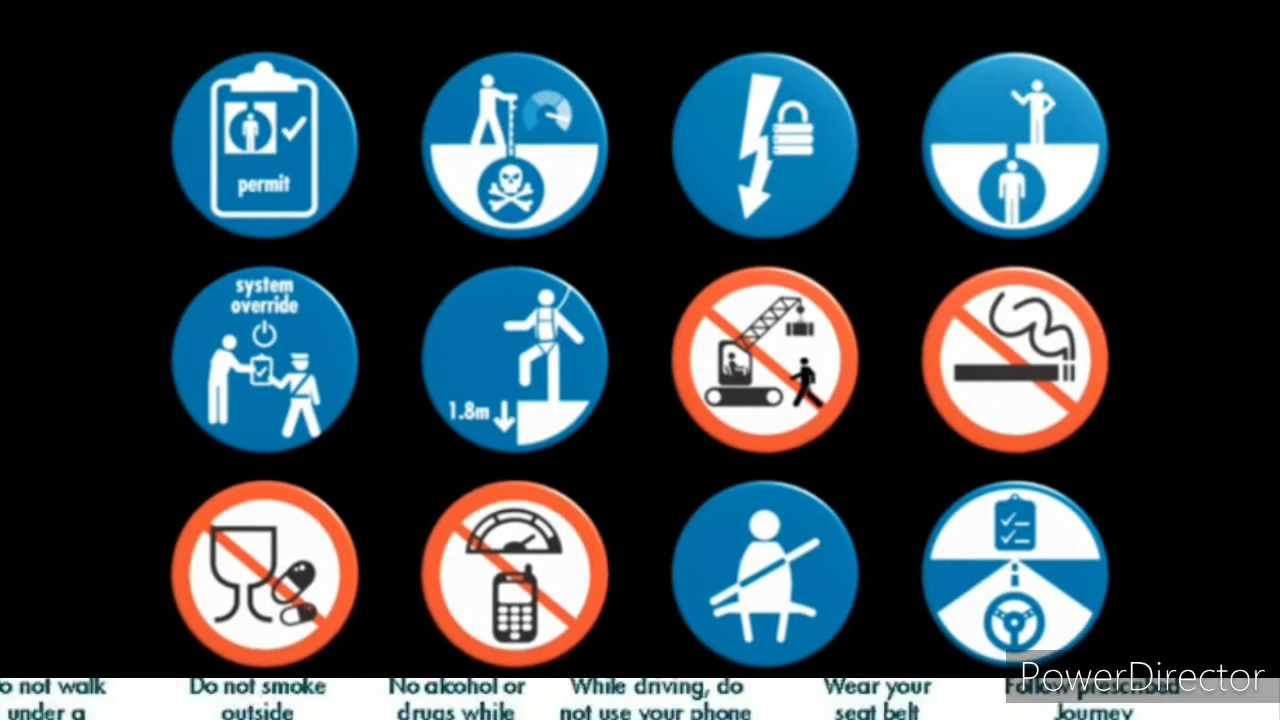 permit
system
override
1.8m
not walk
Do not smoke
No alcohol or
While driving, do
Wear your
under a
outside
drugs while
not use your phone
seat belt
Journey
PowerDirector